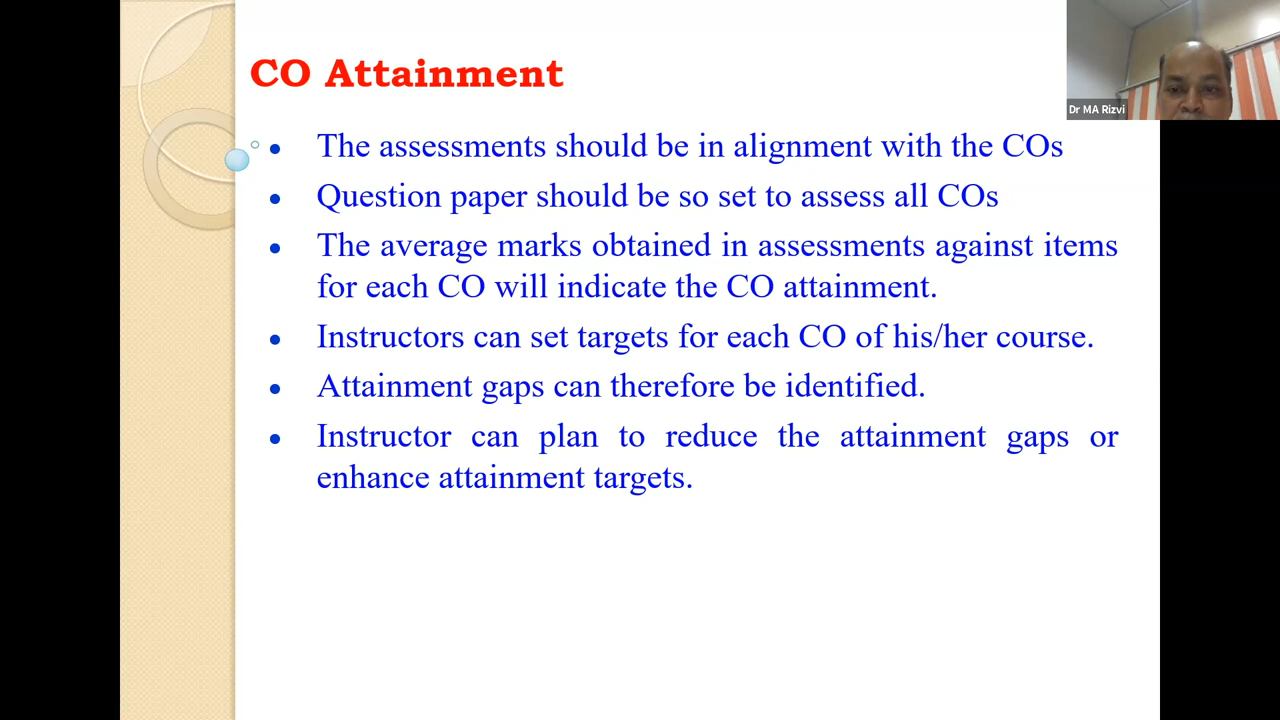 CO Attainment
Dr MA Rizvi
• The assessments should be in alignment with the COs
• Question paper should be so set to assess all COs
• The average marks obtained in assessments against items
for each CO will indicate the CO attainment.
• Instructors can set targets for each CO of his/her course.
• Attainment gaps can therefore be identified.
• Instructor can plan to reduce the attainment gaps or
enhance attainment targets.